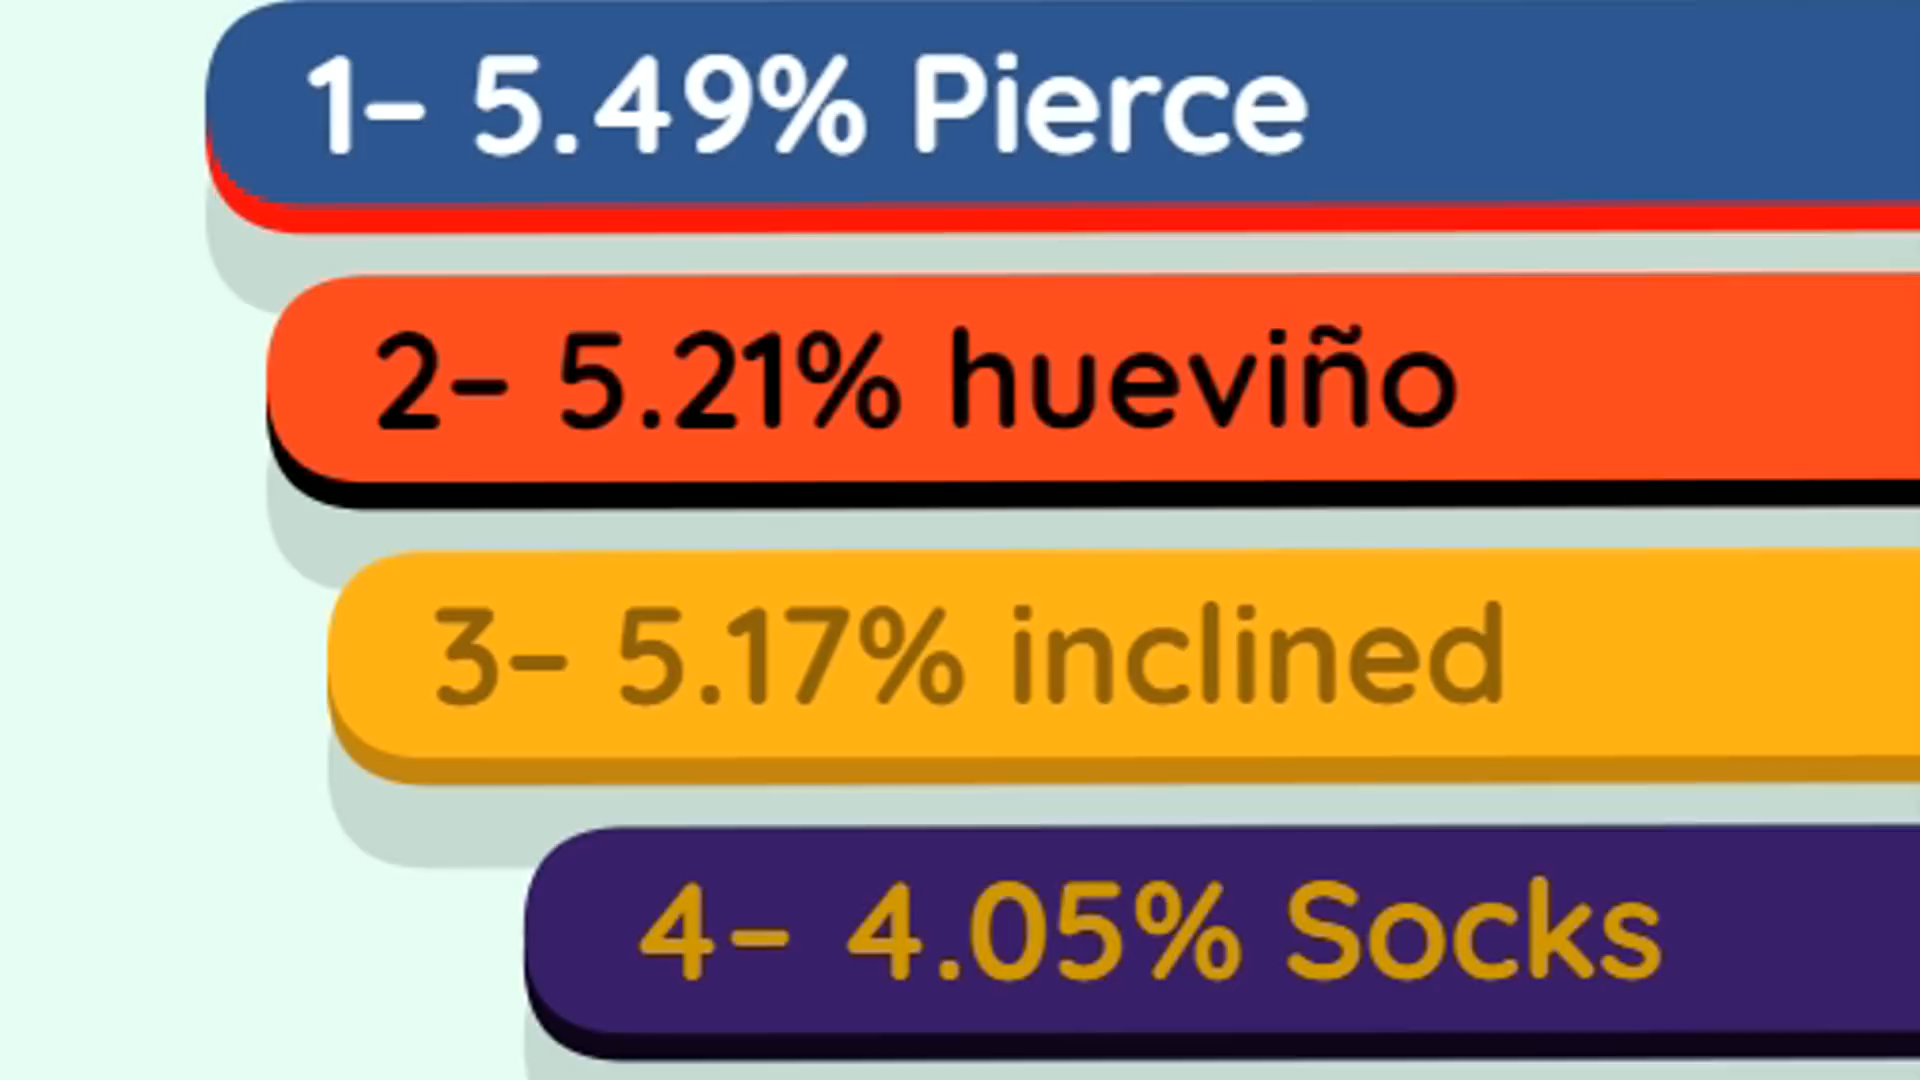 1– 5.49% Pierce
2– 5.21% hueviño
3– 5.17% inclined
4– 4.05% Socks